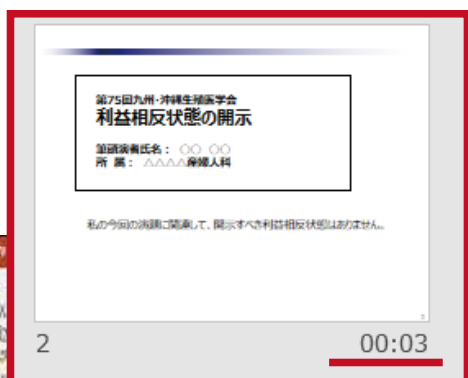 第75回九州・沖縄生殖医学会
利益相反状態の開示
筆頭演者氏名： ○○ ○○
所 属： △△△△産婦人科
私の今回の演題に関連して、開示すべき利益相反状態はありません。
2
00:03